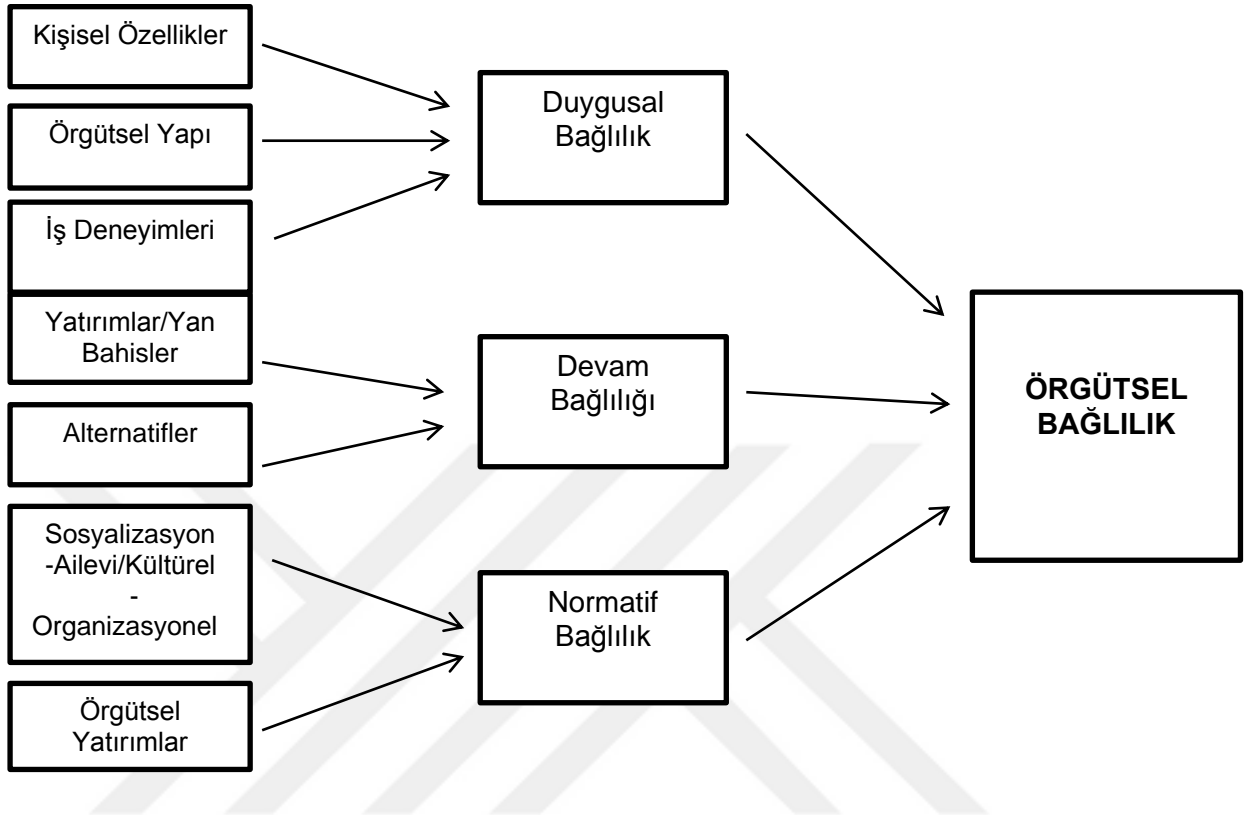 Kişisel Özellikler
Örgütsel Yapı
İş Deneyimleri
Yatırımlar/Yan
Bahisler
Alternatifler
Sosyalizasyon
-Ailevi/Kültürel
-
Organizasyonel
Örgütsel
Yatırımlar
Duygusal
Bağlılık
Devam
Bağlılığı
Normatif
Bağlılık
ÖRGÜTSEL
BAĞLILIK